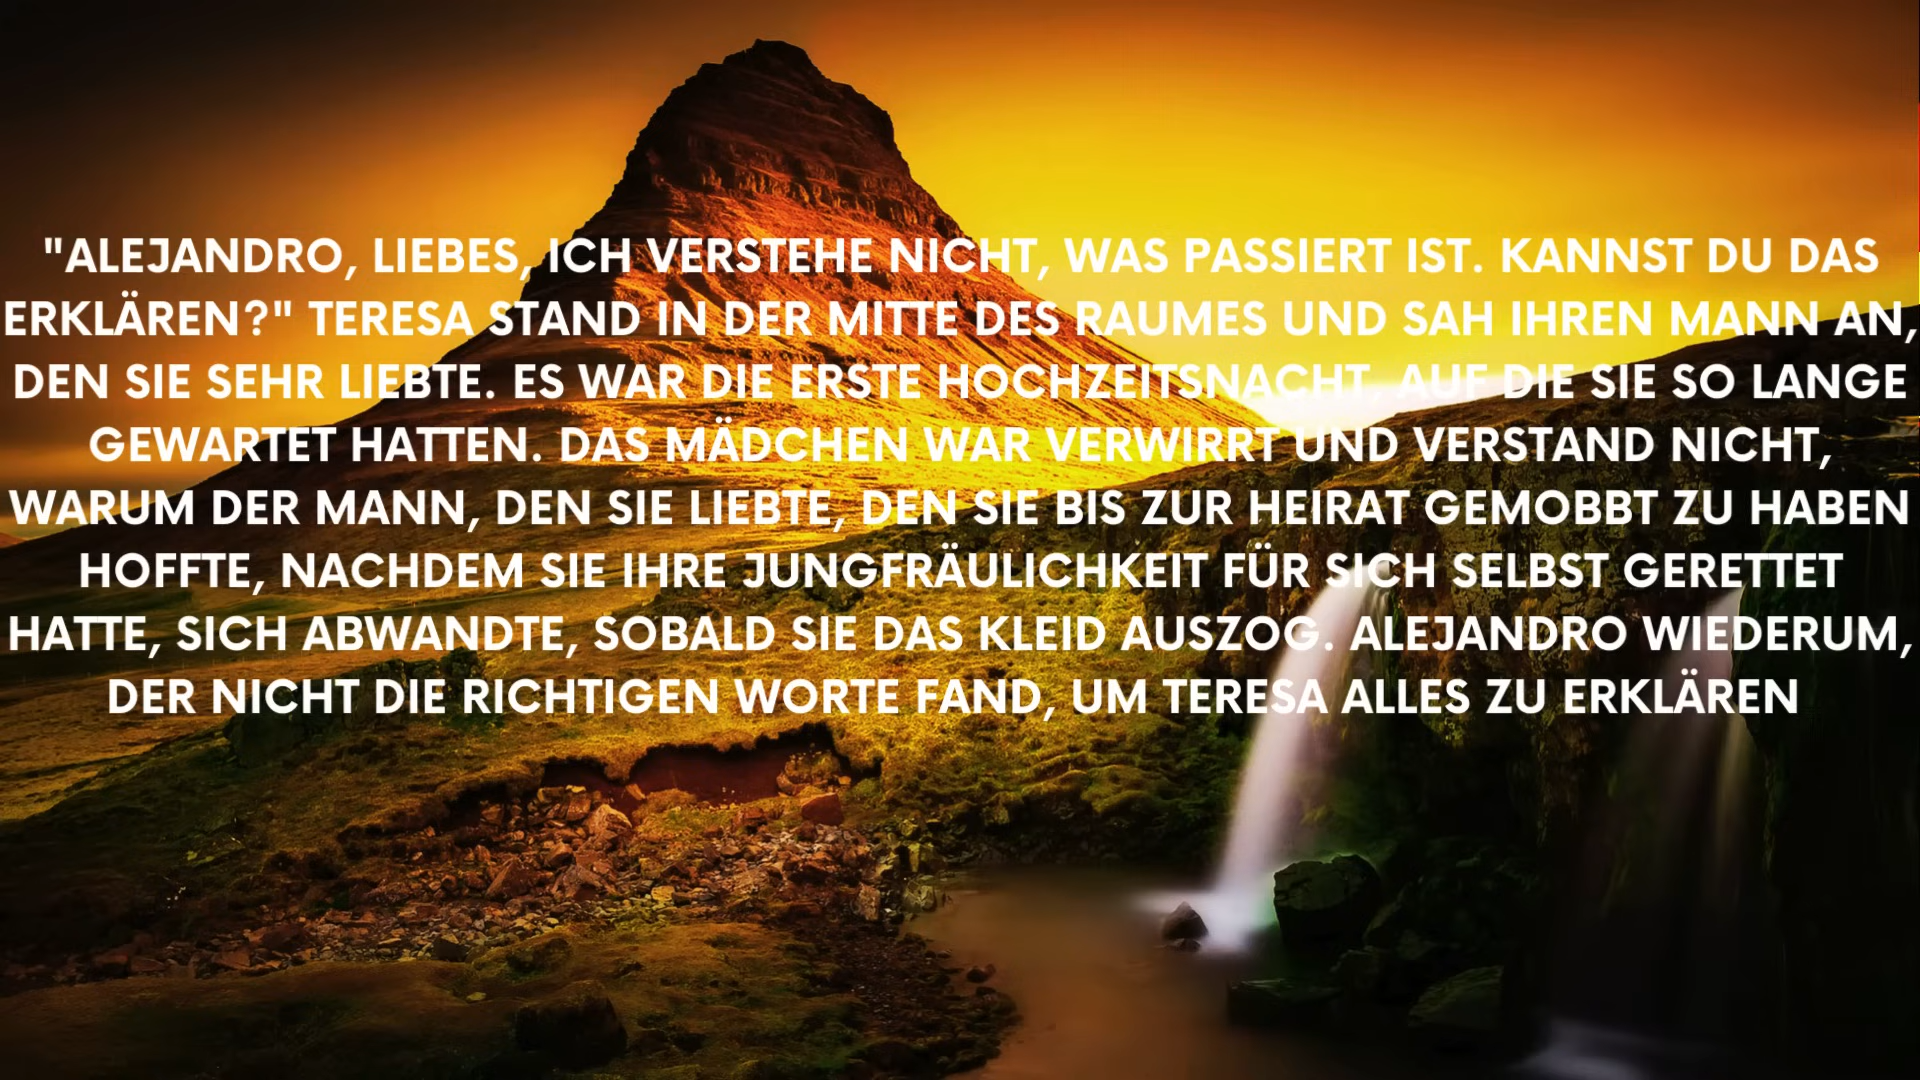 "ALEJANDRO, LIEBES, ICH VERSTEHE NICHT, WAS PASSIERT IST. KANNST DU DAS
ERKLÄREN?" TERESA STAND IN DER MITTE DES RAUMES UND SAH IHREN MANN AN,
DEN SIE SEHR LIEBTE. ES WAR DIE ERSTE HOCHZEITSNACHT, AUF DIE SIE SO LANGE
GEWARTET HATTEN. DAS MÄDCHEN WAR VERWIRRT UND VERSTAND NICHT,
WARUM DER MANN, DEN SIE LIEBTE, DEN SIE BIS ZUR HEIRAT GEMOBBT ZU HABEN
HOFFTE, NACHDEM SIE IHRE JUNGFRÄULICHKEIT FÜR SICH SELBST GERETTET
HATTE, SICH ABWANDTE, SOBALD SIE DAS KLEID AUSZOG. ALEJANDRO WIEDERUM,
DER NICHT DIE RICHTIGEN WORTE FAND, UM TERESA ALLES ZU ERKLÄREN